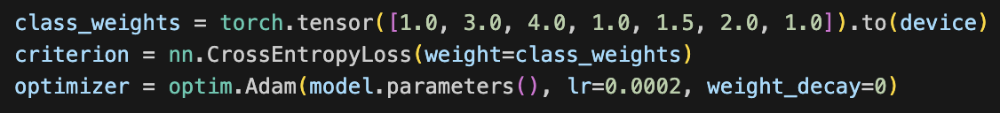 class_weights = torch.tensor([1.0, 3.0, 4.0, 1.0, 1.5, 2.0, 1.0]).to(device)
criterion = nn.CrossEntropyLoss(weight=class_weights)
optimizer = optim.Adam(model.parameters(), lr=0.0002, weight_decay=0)